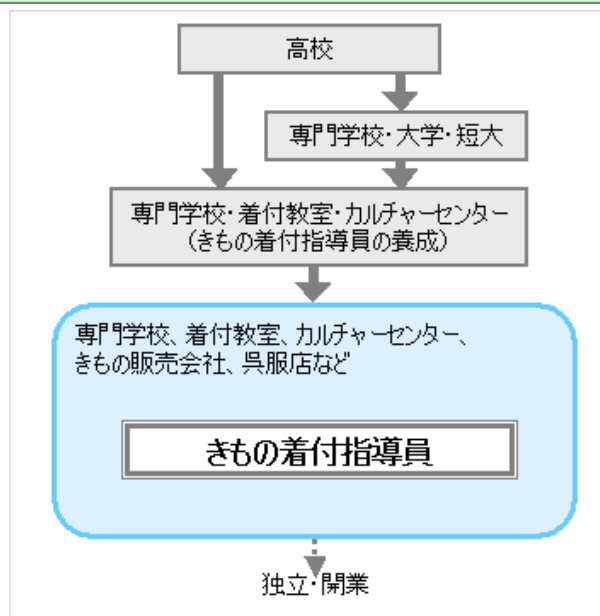 高校
専門学校・大学・短大
専門学校・着付教室・カルチャーセンター
（きもの着付指導員の養成）
専門学校、着付教室、カルチャーセンター、
きもの販売会社、呉服店など
きもの着付指導員
独立・開業